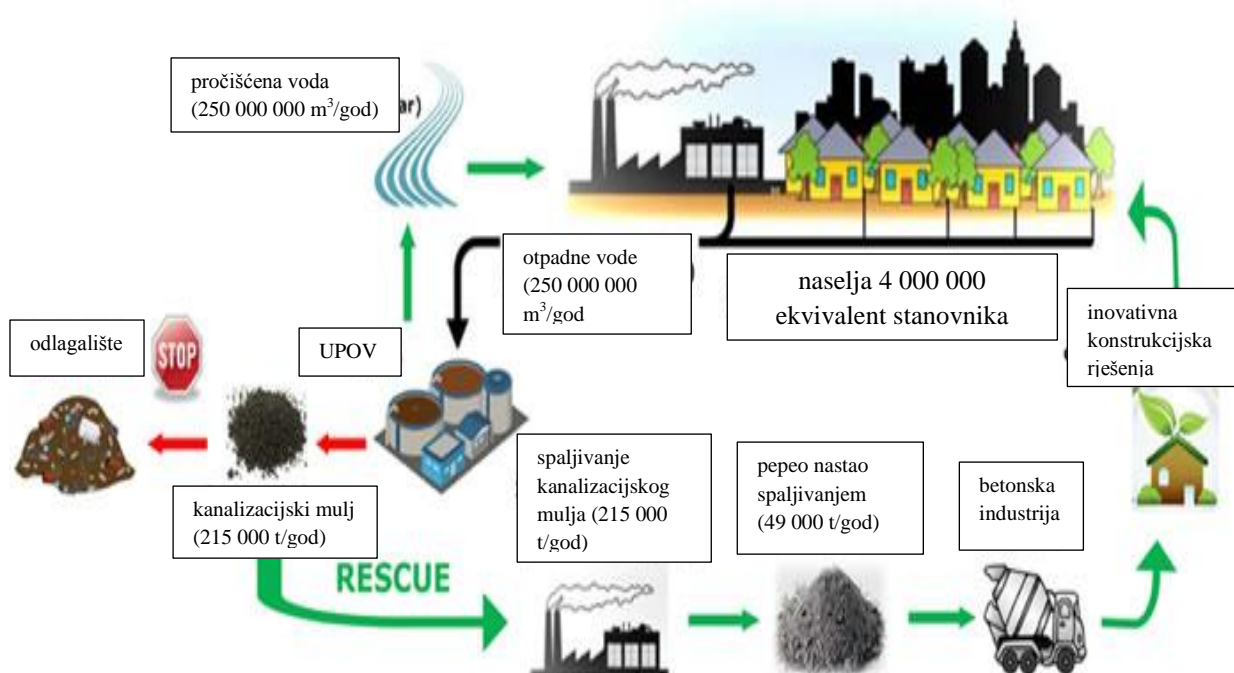 pročišćena voda
(250 000 000 m³/god)
ar)
otpadne vode
(250 000 000
m³/god
naselja 4 000 000
ekvivalent stanovnika
inovativna
konstrukcijska
rješenja
odlagalište
STOP
UPOV
kanalizacijski mulj
(215 000 t/god)
spaljivanje
kanalizacijskog
mulja (215 000
t/god)
pepeo nastao
spaljivanjem
(49 000 t/god)
betonska
industrija
RESCUE